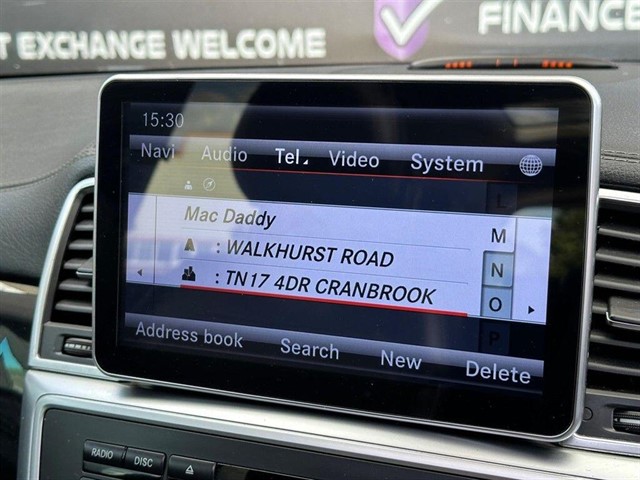 FINANCE
T EXCHANGE WELCOME
15:30
Navi Audio Tel Video System
L
Mac Daddy
M
: WALKHURST ROAD
N
: TN17 4DR CRANBROOK
O
P
Address book Search New Delete
RADIO DISC